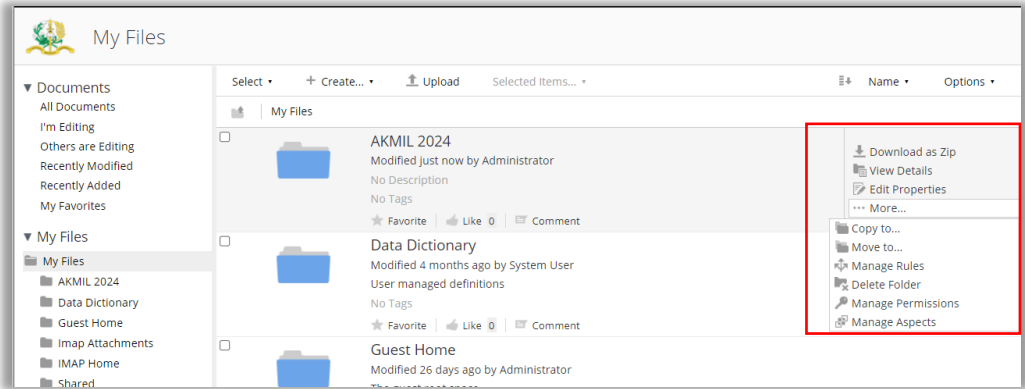 My Files
Documents
All Documents
I'm Editing
Others are Editing
Recently Modified
Recently Added
My Favorites
My Files
My Files
AKMIL 2024
Data Dictionary
Guest Home
Imap Attachments
IMAP Home
Shared
Select + Create... Upload Selected Items... Name Options
My Files
AKMIL 2024
Modified just now by Administrator
No Description
No Tags
Favorite Like 0 Comment
Data Dictionary
Modified 4 months ago by System User
User managed definitions
No Tags
Favorite Like 0 Comment
Guest Home
Modified 26 days ago by Administrator
The guest root space
Download as Zip
View Details
Edit Properties
... More...
Copy to...
Move to...
Manage Rules
Delete Folder
Manage Permissions
Manage Aspects